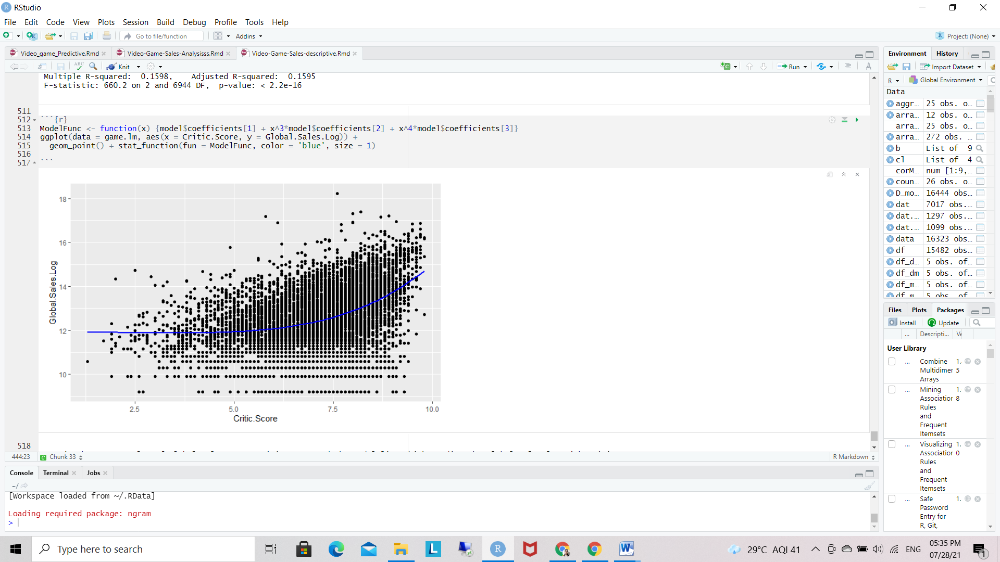 RStudio
File Edit Code View Plots Session Build Debug Profile Tools Help
Go to file/function
Addins
Project: (None)
Video_game_Predictive.Rmd
Video-Game-Sales-Analysisss.Rmd
Video-Game-Sales-descriptive.Rmd
ABC
Knit
Run
Multiple R-squared:  0.1598,    Adjusted R-squared:  0.1595
F-statistic: 660.2 on 2 and 6944 DF,  p-value: < 2.2e-16
511
512 ```{r}
513 ModelFunc <- function(x) {model$coefficients[1] + x^3*model$coefficients[2] + x^4*model$coefficients[3]}
514 ggplot(data = game.lm, aes(x = Critic.Score, y = Global.Sales.Log)) +
515   geom_point() + stat_function(fun = ModelFunc, color = 'blue', size = 1)
516
517 ```
18
16
14
12
10
Global.Sales.Log
2.5 5.0 7.5 10.0
Critic.Score
518
444:23 Chunk 33
R Markdown
Console Terminal Jobs
~/
[Workspace loaded from ~/.RData]
Loading required package: ngram
>
Environment History
Import Dataset
R Global Environment
Data
aggr… 25 obs. o…
arra… 12 obs. o…
arra… 25 obs. o…
arra… 272 obs. …
b List of 9
cl List of 4
corM… num [1:9,…
coun… 26 obs. o…
D_mo… 16444 obs…
dat 7017 obs.…
dat.… 1297 obs.…
dat.… 1099 obs.…
data 16323 obs…
df 15482 obs…
df_d… 5 obs. of…
df_dm 5 obs. of…
df_m… 5 obs. of…
df_m… 5 obs. of…
Files Plots Packages
Install Update
... Descripti...
User Library
... Combine 1.
Multidimer 5
Arrays
... Mining 1.
Association 8
Rules
and
Frequent
Itemsets
... Visualizing 1.
Association 0
Rules
and
Frequent
Itemsets
... Safe 1.
Password
Entry for
R, Git,
Type here to search
29°C AQI 41
ENG
05:35 PM
07/28/21
1